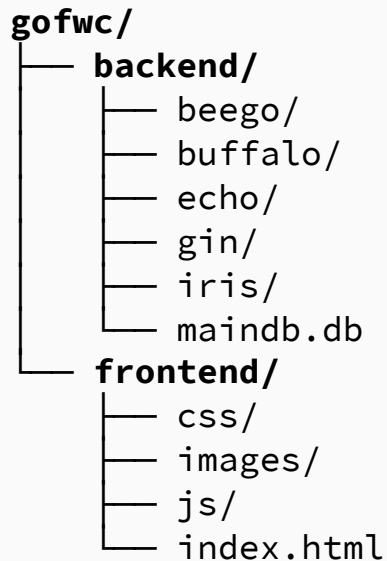 gofwc/
├── backend/
│   ├── beego/
│   ├── buffalo/
│   ├── echo/
│   ├── gin/
│   ├── iris/
│   └── maindb.db
└── frontend/
    ├── css/
    ├── images/
    ├── js/
    └── index.html